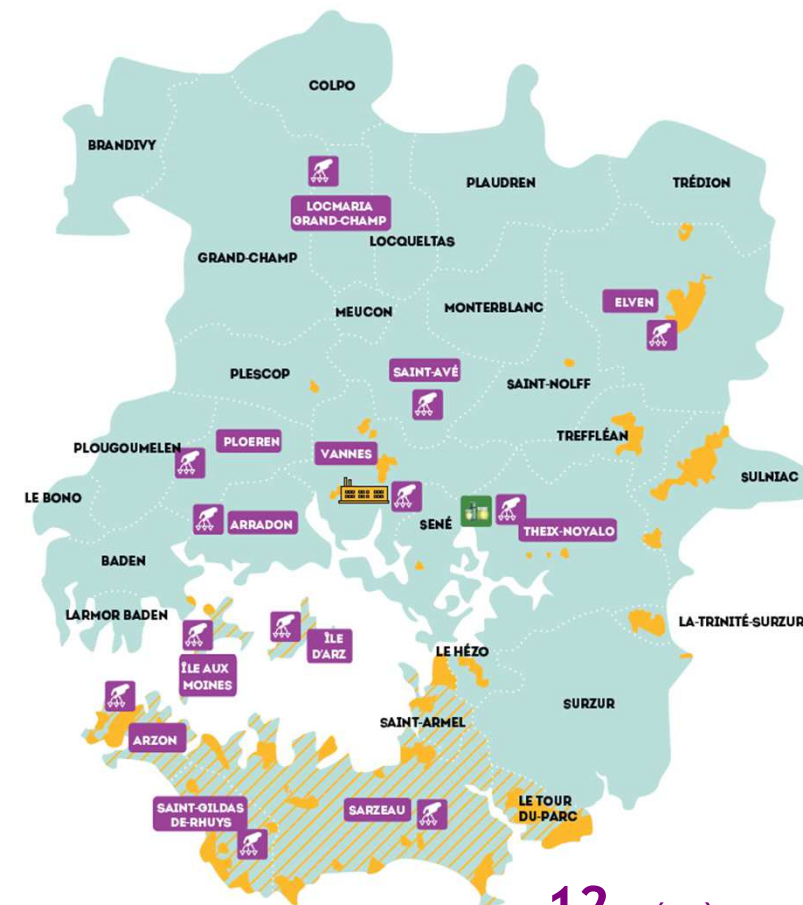 COLPO
BRANDIVY
PLAUDREN
TRÉDION
LOCMARIA
GRAND-CHAMP
LOCQUELTAS
GRAND-CHAMP
ELVEN
MONTERBLANC
MEUCON
SAINT-AVÉ
PLESCOP
SAINT-NOLFF
TREFFLÉAN
PLOEREN
PLOUGOUMELEN
VANNES
SULNIAC
LE BONO
ARRADON
SENÉ
THEIX-NOYALO
BADEN
LARMOR BADEN
LA-TRINITÉ-SURZUR
ÎLE
D'ARZ
LE HÉZO
ÎLE AUX
MOINES
SURZUR
SAINT-ARMEL
ARZON
LE TOUR
DU-PARC
SAINT-GILDAS
DE-RHUYS
SARZEAU
12